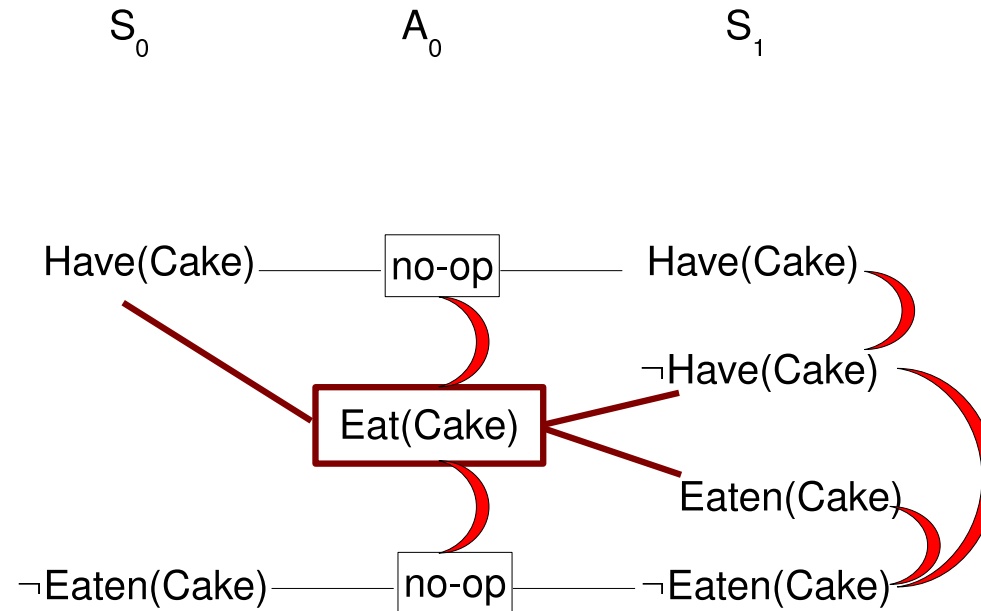 S₀ A₀ S₁
Have(Cake) no-op Have(Cake)
¬Have(Cake)
Eat(Cake)
Eaten(Cake)
¬Eaten(Cake) no-op ¬Eaten(Cake)